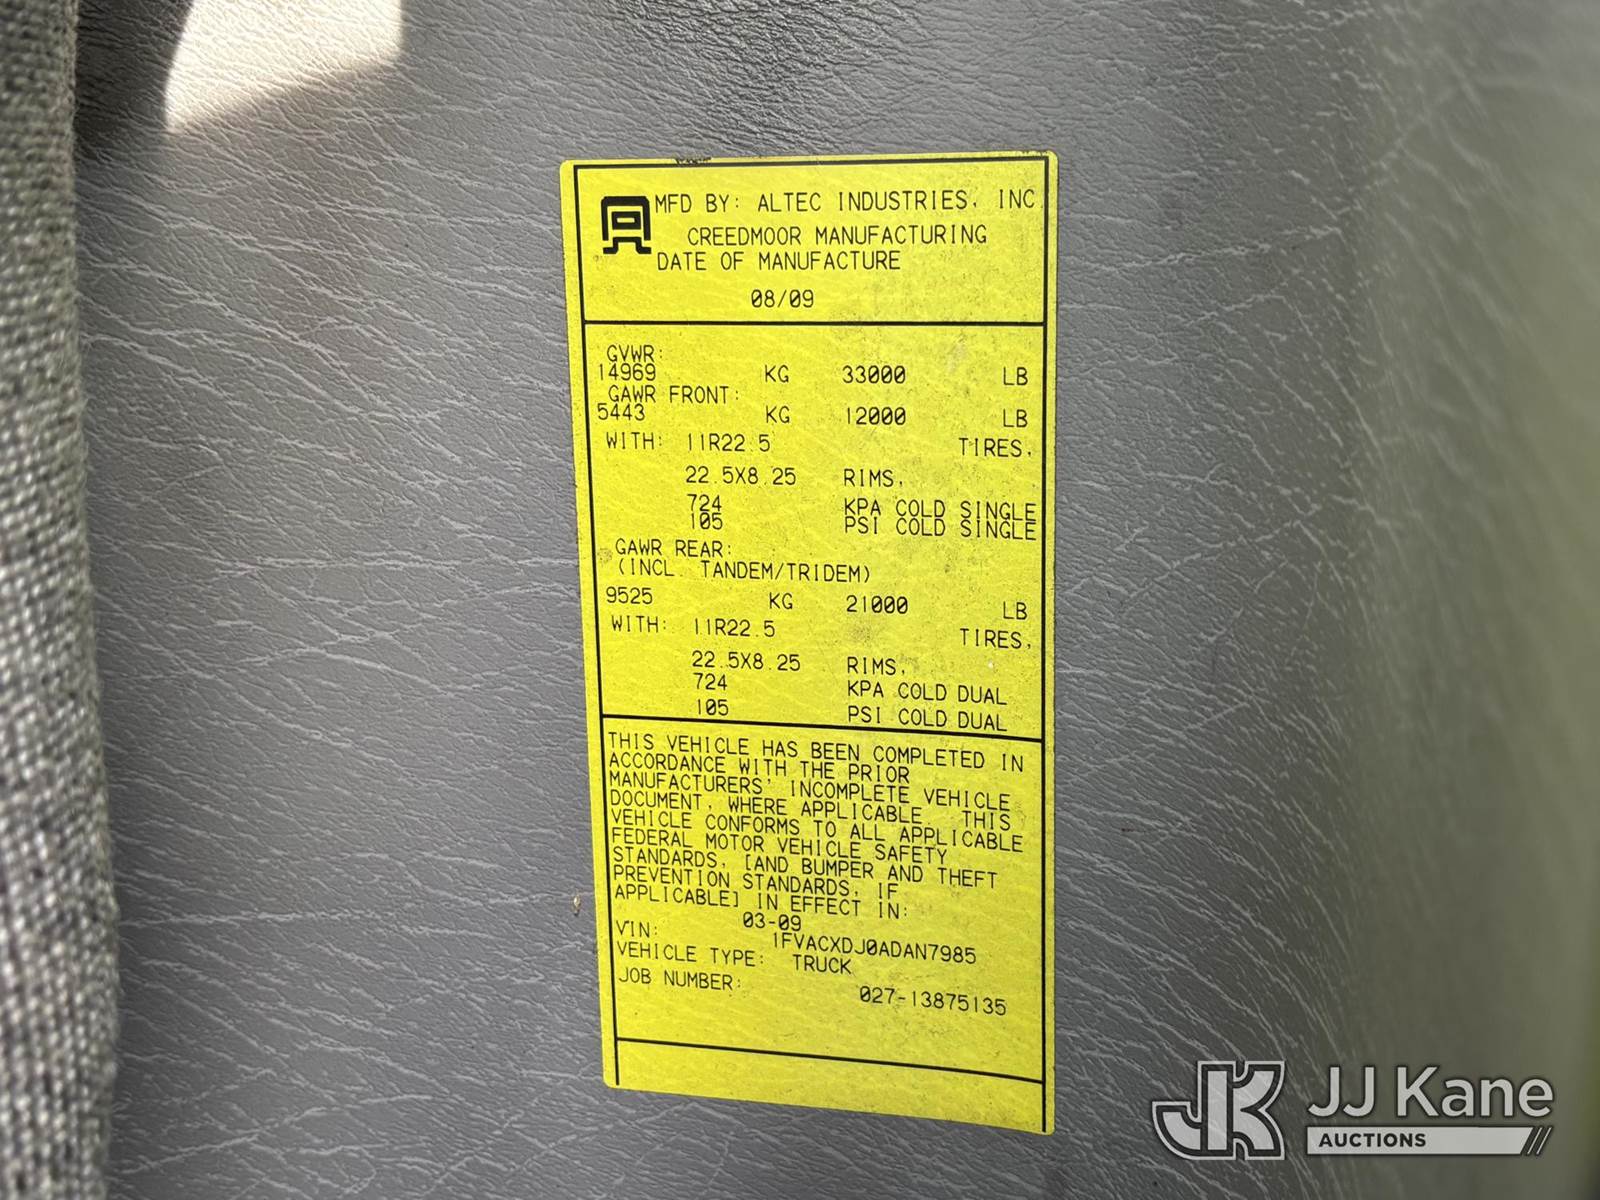 MFD BY: ALTEC INDUSTRIES, INC.
CREEDMOOR MANUFACTURING
DATE OF MANUFACTURE
08/09
GVWR:
14969 KG 33000 LB
GAWR FRONT:
5443 KG 12000 LB
WITH: 11R22.5 TIRES,
22.5X8.25 RIMS,
724 KPA COLD SINGLE
105 PSI COLD SINGLE
GAWR REAR:
(INCL. TANDEM/TRIDEM)
9525 KG 21000 LB
WITH: 11R22.5 TIRES,
22.5X8.25 RIMS,
724 KPA COLD DUAL
105 PSI COLD DUAL
THIS VEHICLE HAS BEEN COMPLETED IN
ACCORDANCE WITH THE PRIOR
MANUFACTURERS' INCOMPLETE VEHICLE
DOCUMENT, WHERE APPLICABLE. THIS
VEHICLE CONFORMS TO ALL APPLICABLE
FEDERAL MOTOR VEHICLE SAFETY
STANDARDS, [AND BUMPER AND THEFT
PREVENTION STANDARDS, IF
APPLICABLE] IN EFFECT IN:
03-09
VIN: 1FVACXDJ0ADAN7985
VEHICLE TYPE: TRUCK
JOB NUMBER: 027-13875135
JK JJ Kane
AUCTIONS